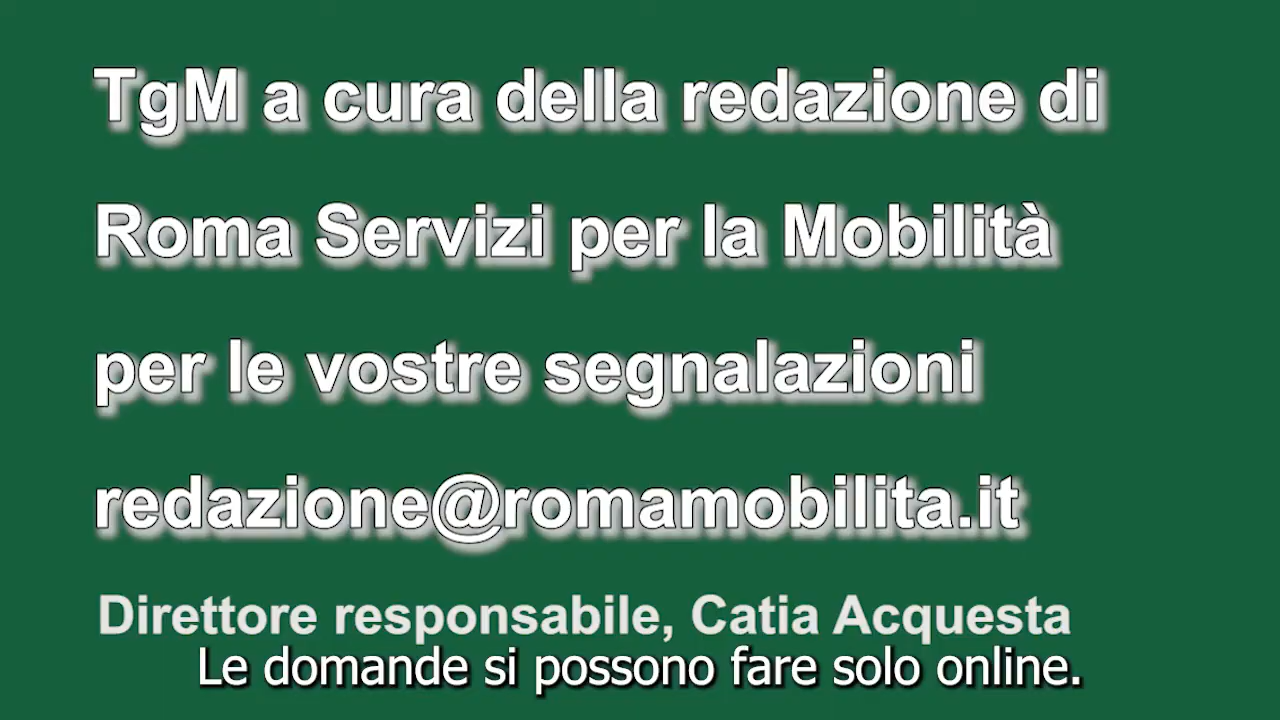 TgM a cura della redazione di
Roma Servizi per la Mobilità
per le vostre segnalazioni
redazione@romamobilita.it
Direttore responsabile, Catia Acquesta
Le domande si possono fare solo online.